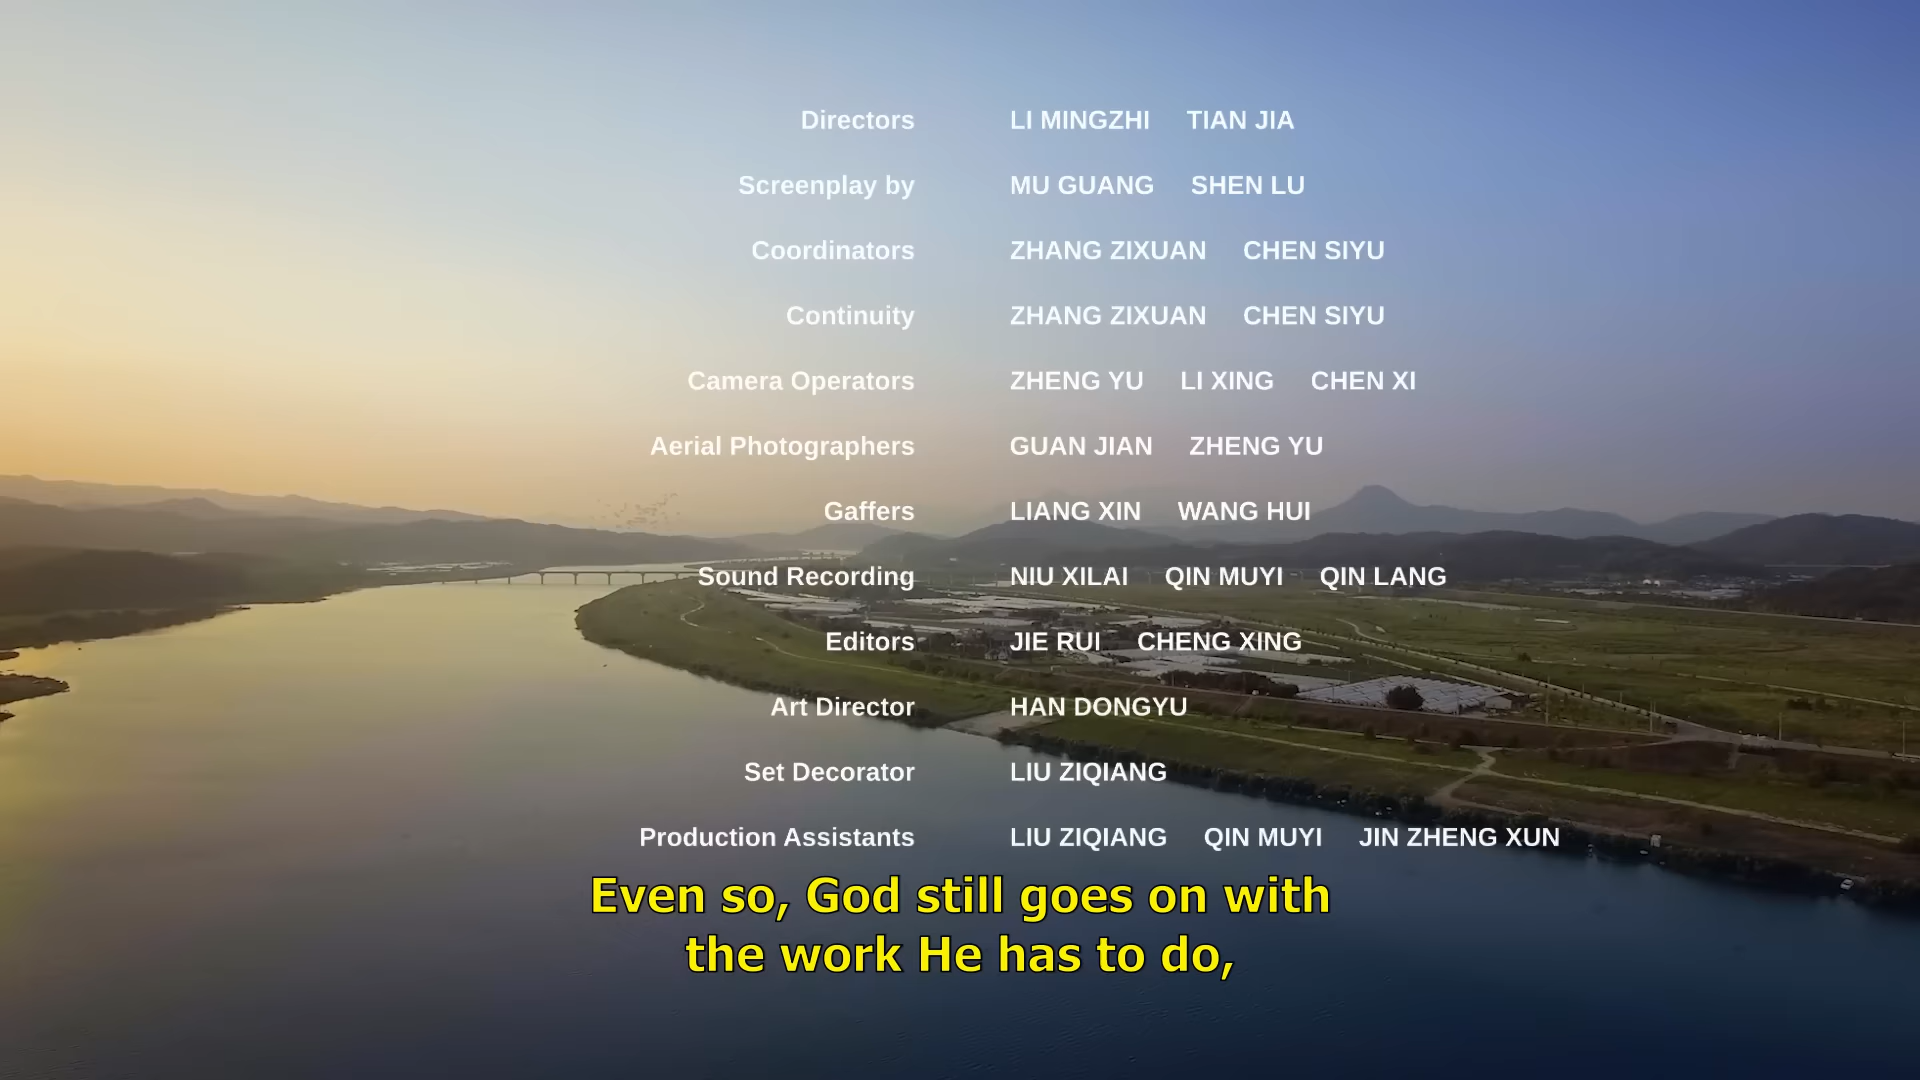 Directors LI MINGZHI TIAN JIA
Screenplay by MU GUANG SHEN LU
Coordinators ZHANG ZIXUAN CHEN SIYU
Continuity ZHANG ZIXUAN CHEN SIYU
Camera Operators ZHENG YU LI XING CHEN XI
Aerial Photographers GUAN JIAN ZHENG YU
Gaffers LIANG XIN WANG HUI
Sound Recording NIU XILAI QIN MUYI QIN LANG
Editors JIE RUI CHENG XING
Art Director HAN DONGYU
Set Decorator LIU ZIQIANG
Production Assistants LIU ZIQIANG QIN MUYI JIN ZHENG XUN
Even so, God still goes on with
the work He has to do,